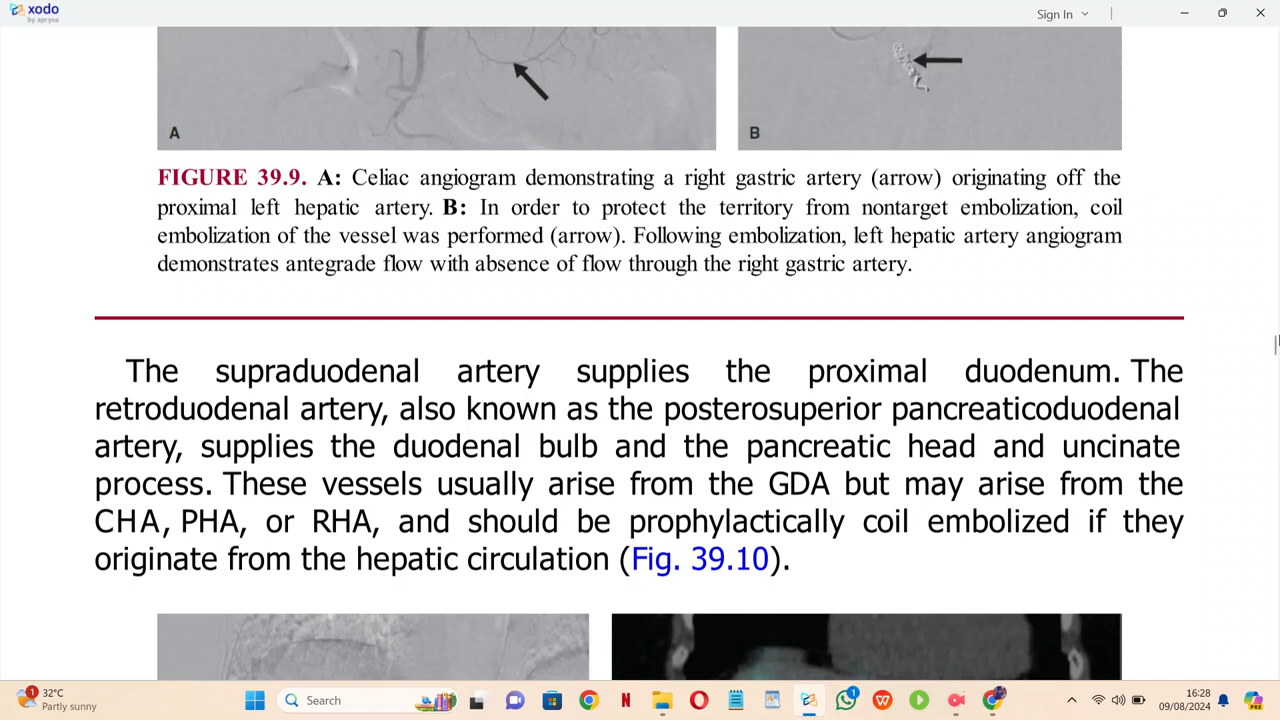 xodo
by apryse
Sign In
A
B
FIGURE 39.9. A: Celiac angiogram demonstrating a right gastric artery (arrow) originating off the
proximal left hepatic artery. B: In order to protect the territory from nontarget embolization, coil
embolization of the vessel was performed (arrow). Following embolization, left hepatic artery angiogram
demonstrates antegrade flow with absence of flow through the right gastric artery.
The supraduodenal artery supplies the proximal duodenum. The
retroduodenal artery, also known as the posterosuperior pancreaticoduodenal
artery, supplies the duodenal bulb and the pancreatic head and uncinate
process. These vessels usually arise from the GDA but may arise from the
CHA, PHA, or RHA, and should be prophylactically coil embolized if they
originate from the hepatic circulation (Fig. 39.10).
1
32°C
Partly sunny
Search
N
1
W
16:28
09/08/2024
PRE